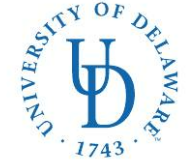 UNIVERSITY OF DELAWARE
UD
· 1743 ·